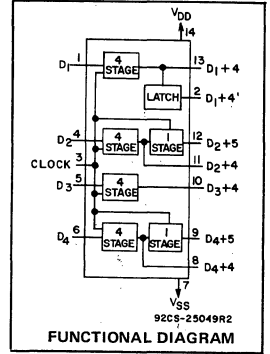 VDD
14
D1 1 4 STAGE 13 D1+4
LATCH 2 D1+4'
D2 4 4 STAGE 1 STAGE 12 D2+5
11 D2+4
CLOCK 3
D3 5 4 STAGE 10 D3+4
D4 6 4 STAGE 1 STAGE 9 D4+5
8 D4+4
7
VSS
92CS-25049R2
FUNCTIONAL DIAGRAM